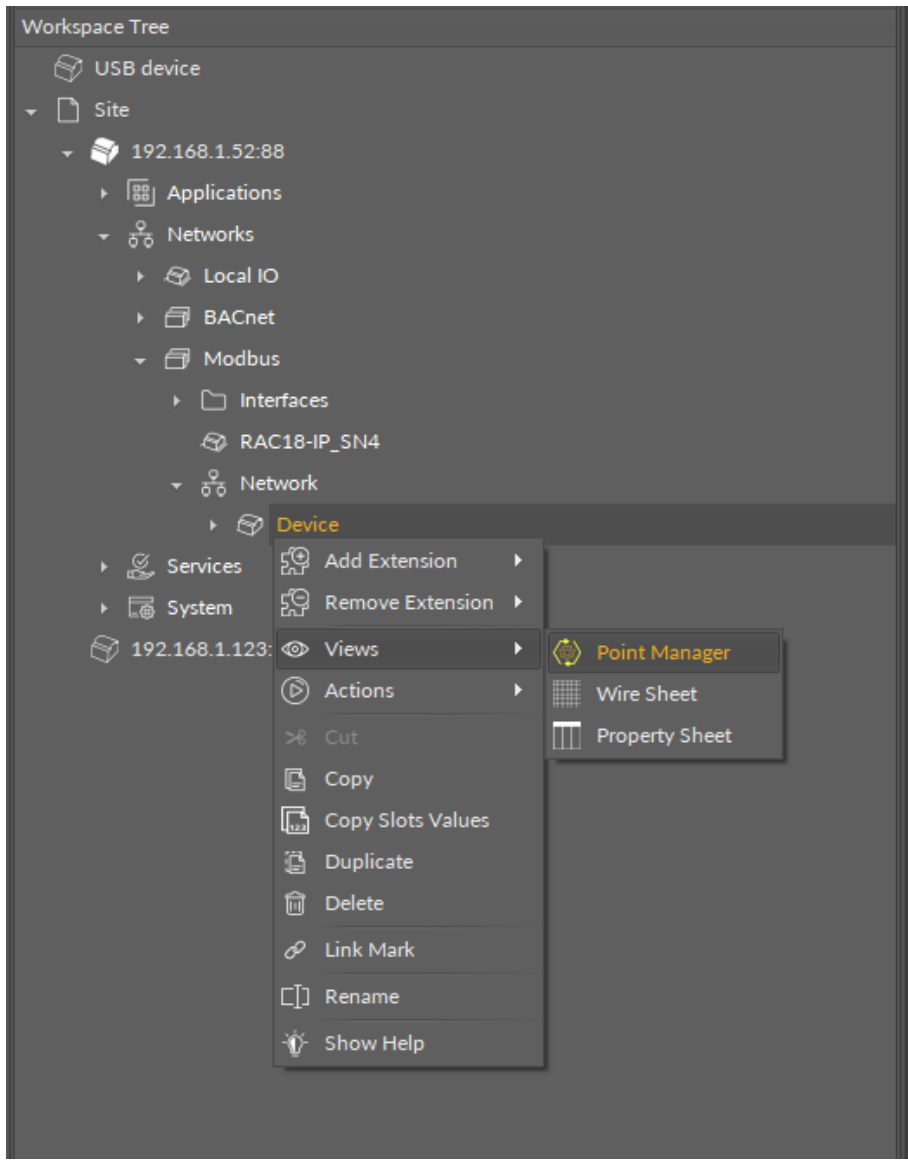 Workspace Tree
USB device
Site
192.168.1.52:88
Applications
Networks
Local IO
BACnet
Modbus
Interfaces
RAC18-IP_SN4
Network
Device
Services
System
192.168.1.123:
Add Extension
Remove Extension
Views
Actions
Cut
Copy
Copy Slots Values
Duplicate
Delete
Link Mark
Rename
Show Help
Point Manager
Wire Sheet
Property Sheet